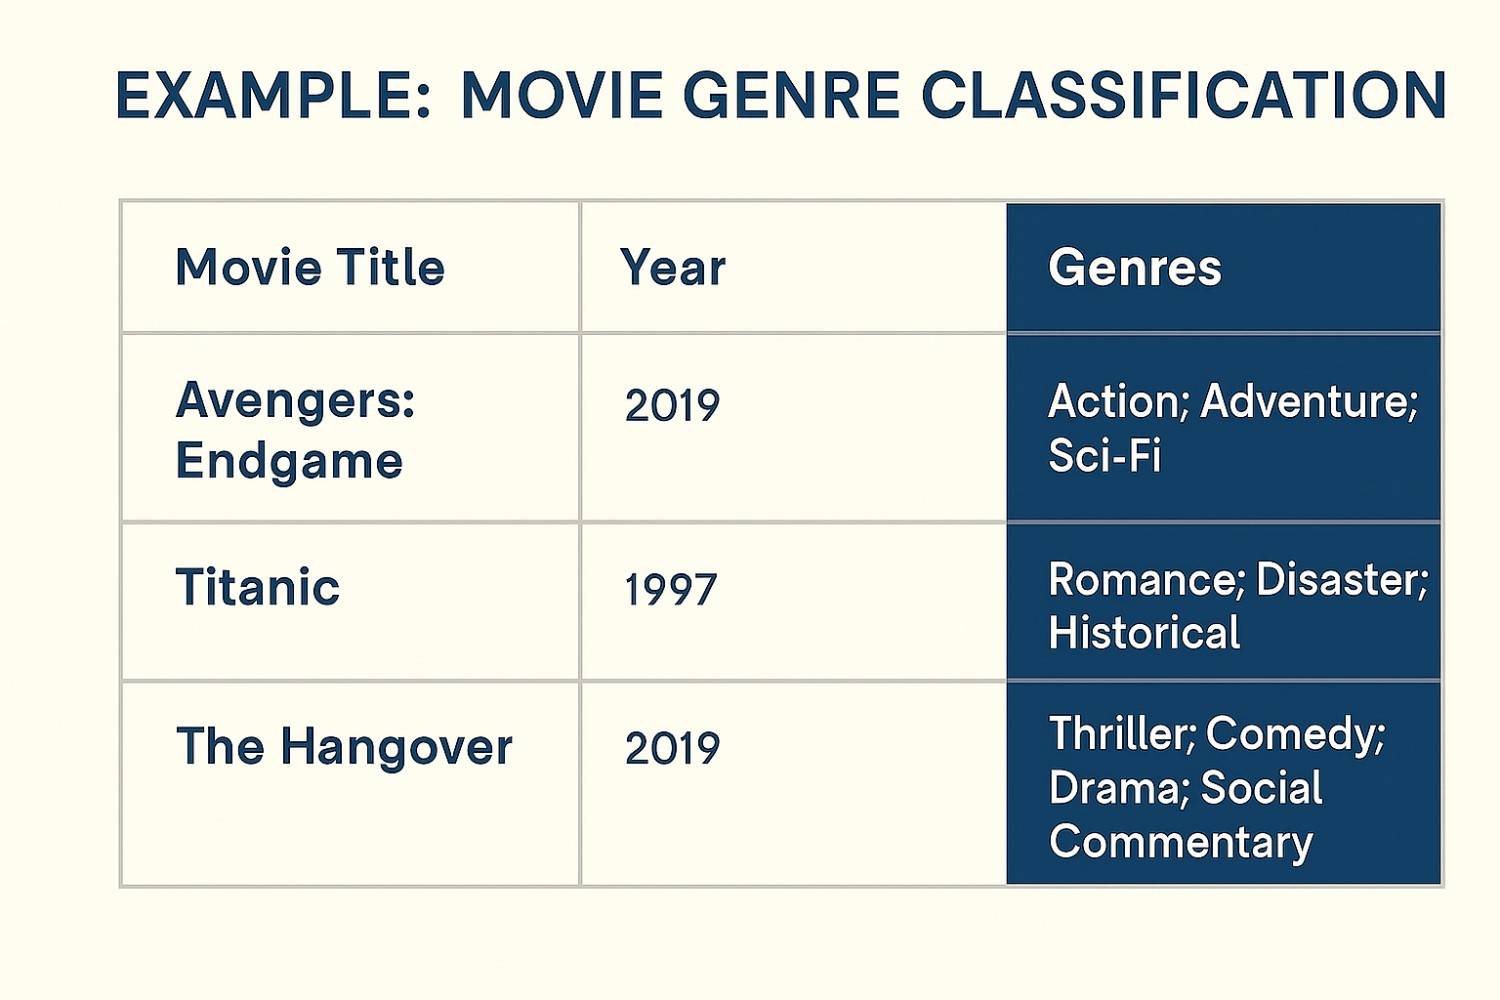 EXAMPLE: MOVIE GENRE CLASSIFICATION
Movie Title
Year
Genres
Avengers:
Endgame
2019
Action; Adventure;
Sci-Fi
Titanic
1997
Romance; Disaster;
Historical
The Hangover
2019
Thriller; Comedy;
Drama; Social
Commentary